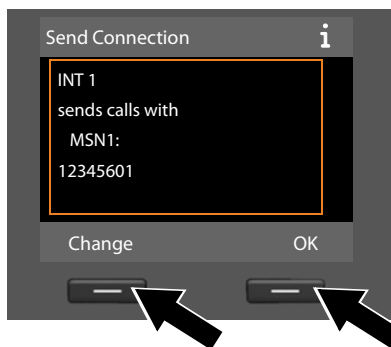 Send Connection i
INT 1
sends calls with
MSN1:
12345601
Change OK